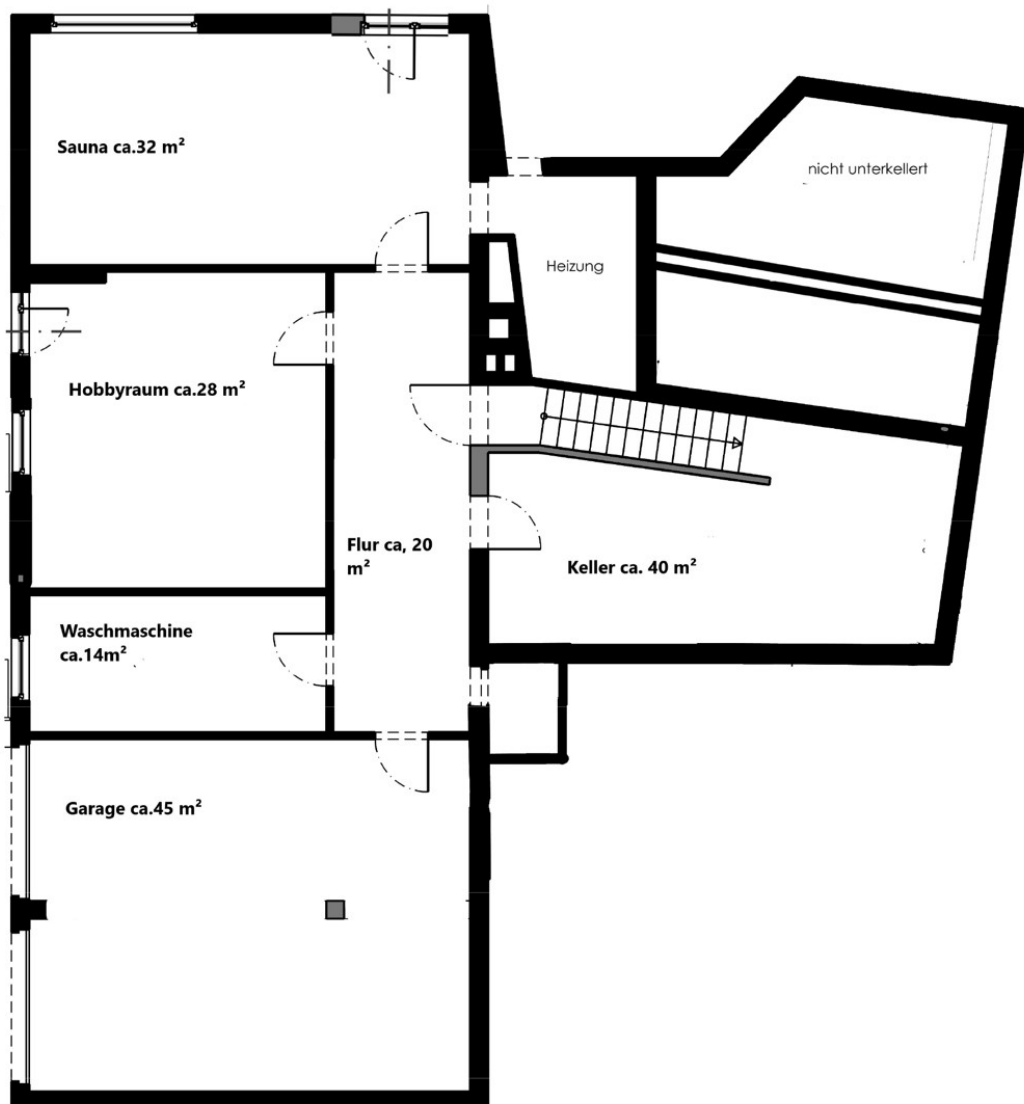 Sauna ca.32 m²
nicht unterkellert
Heizung
Hobbyraum ca.28 m²
Flur ca, 20
m²
Keller ca. 40 m²
Waschmaschine
ca.14m²
Garage ca.45 m²